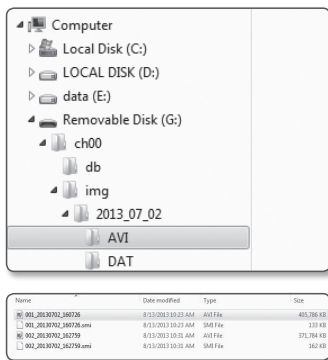 Computer
Local Disk (C:)
LOCAL DISK (D:)
data (E:)
Removable Disk (G:)
ch00
db
img
2013_07_02
AVI
DAT
Name Date modified Type Size
001_20130702_160726 8/13/2013 10:23 AM AVI File 405,786 KB
001_20130702_160726.smi 8/13/2013 10:23 AM SMI File 133 KB
002_20130702_162759 8/13/2013 10:31 AM AVI File 371,784 KB
002_20130702_162759.smi 8/13/2013 10:31 AM SMI File 162 KB